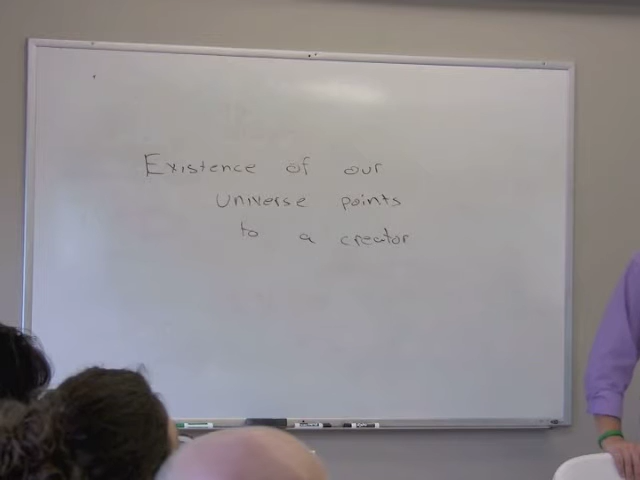 Existence of our
universe points
to a creator